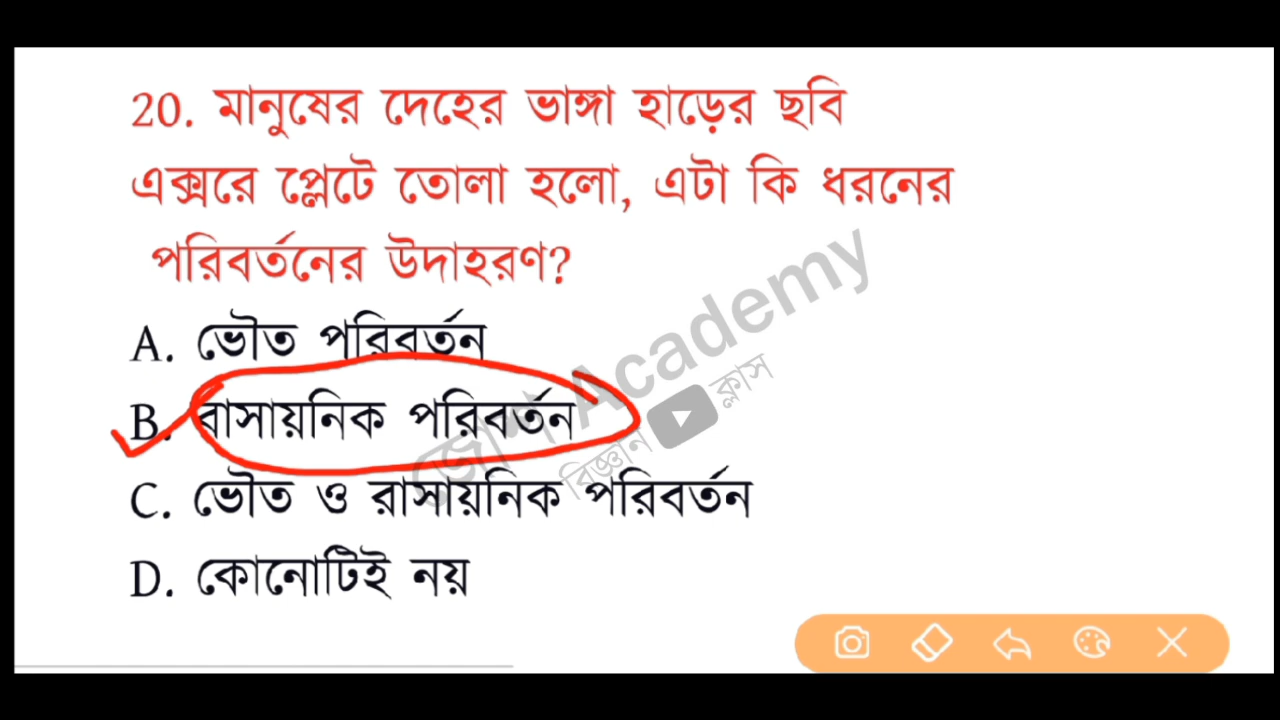 20. মানুষের দেহের ভাঙ্গা হাড়ের ছবি
এক্সরে প্লেটে তোলা হলো, এটা কি ধরনের
পরিবর্তনের উদাহরণ?
A. ভৌত পরিবর্তন
B. রাসায়নিক পরিবর্তন
C. ভৌত ও রাসায়নিক পরিবর্তন
D. কোনোটিই নয়
Academy
বিজ্ঞান ক্লাস